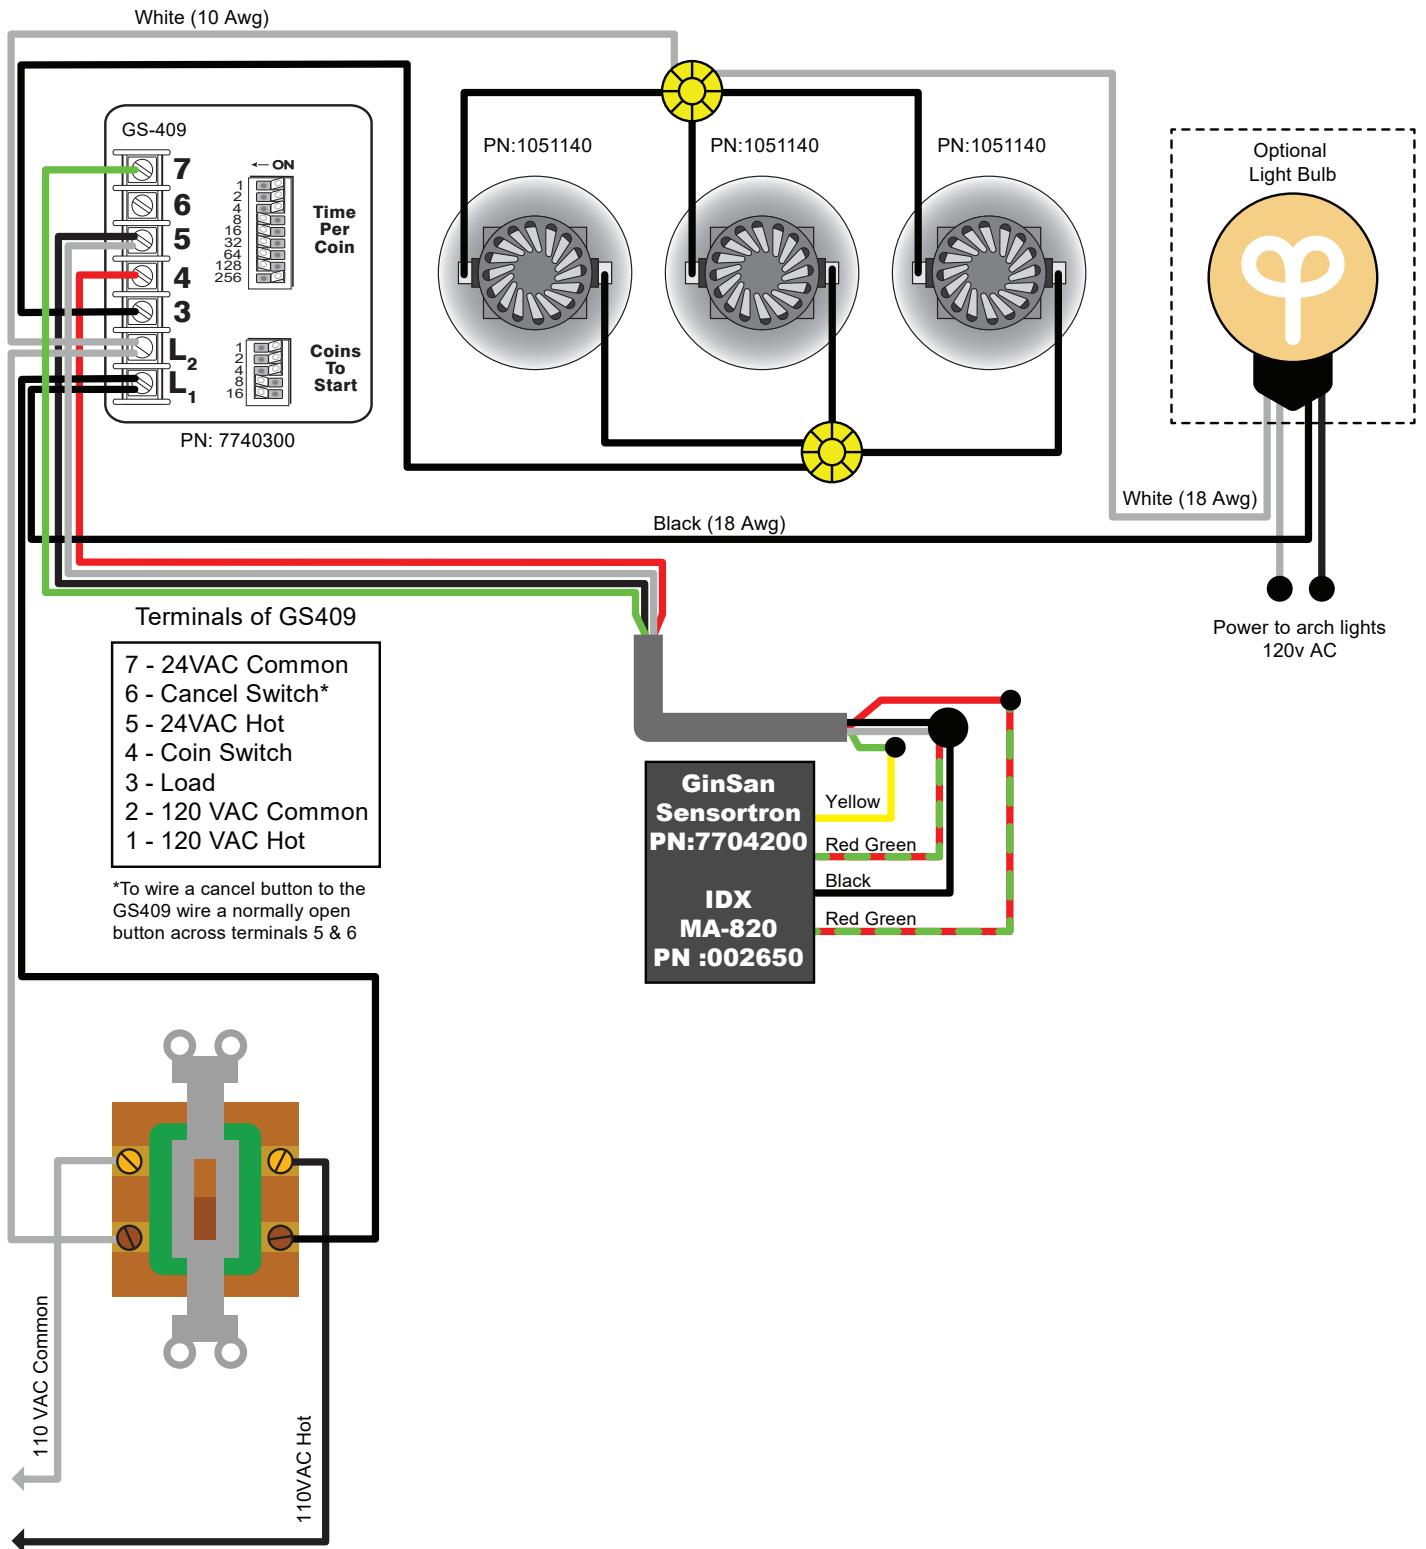 White (10 Awg)
GS-409
7
6
5
4
3
L2
L1
← ON
1
2
4
8
16
32
64
128
256
Time
Per
Coin
1
2
4
8
16
Coins
To
Start
PN: 7740300
PN:1051140
PN:1051140
PN:1051140
Optional
Light Bulb
White (18 Awg)
Black (18 Awg)
Power to arch lights
120v AC
Terminals of GS409
7 - 24VAC Common
6 - Cancel Switch*
5 - 24VAC Hot
4 - Coin Switch
3 - Load
2 - 120 VAC Common
1 - 120 VAC Hot
*To wire a cancel button to the
GS409 wire a normally open
button across terminals 5 & 6
GinSan
Sensortron
PN:7704200
IDX
MA-820
PN :002650
Yellow
Red Green
Black
Red Green
110 VAC Common
110VAC Hot